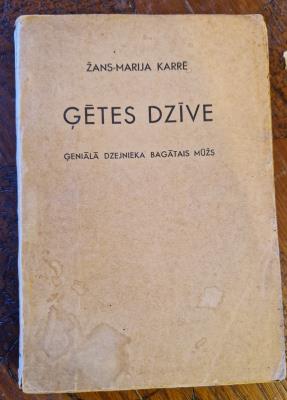 ŽANS-MARIJA KARRĒ
ĢĒTES DZĪVE
ĢENIĀLĀ DZEJNIEKA BAGĀTAIS MŪŽS